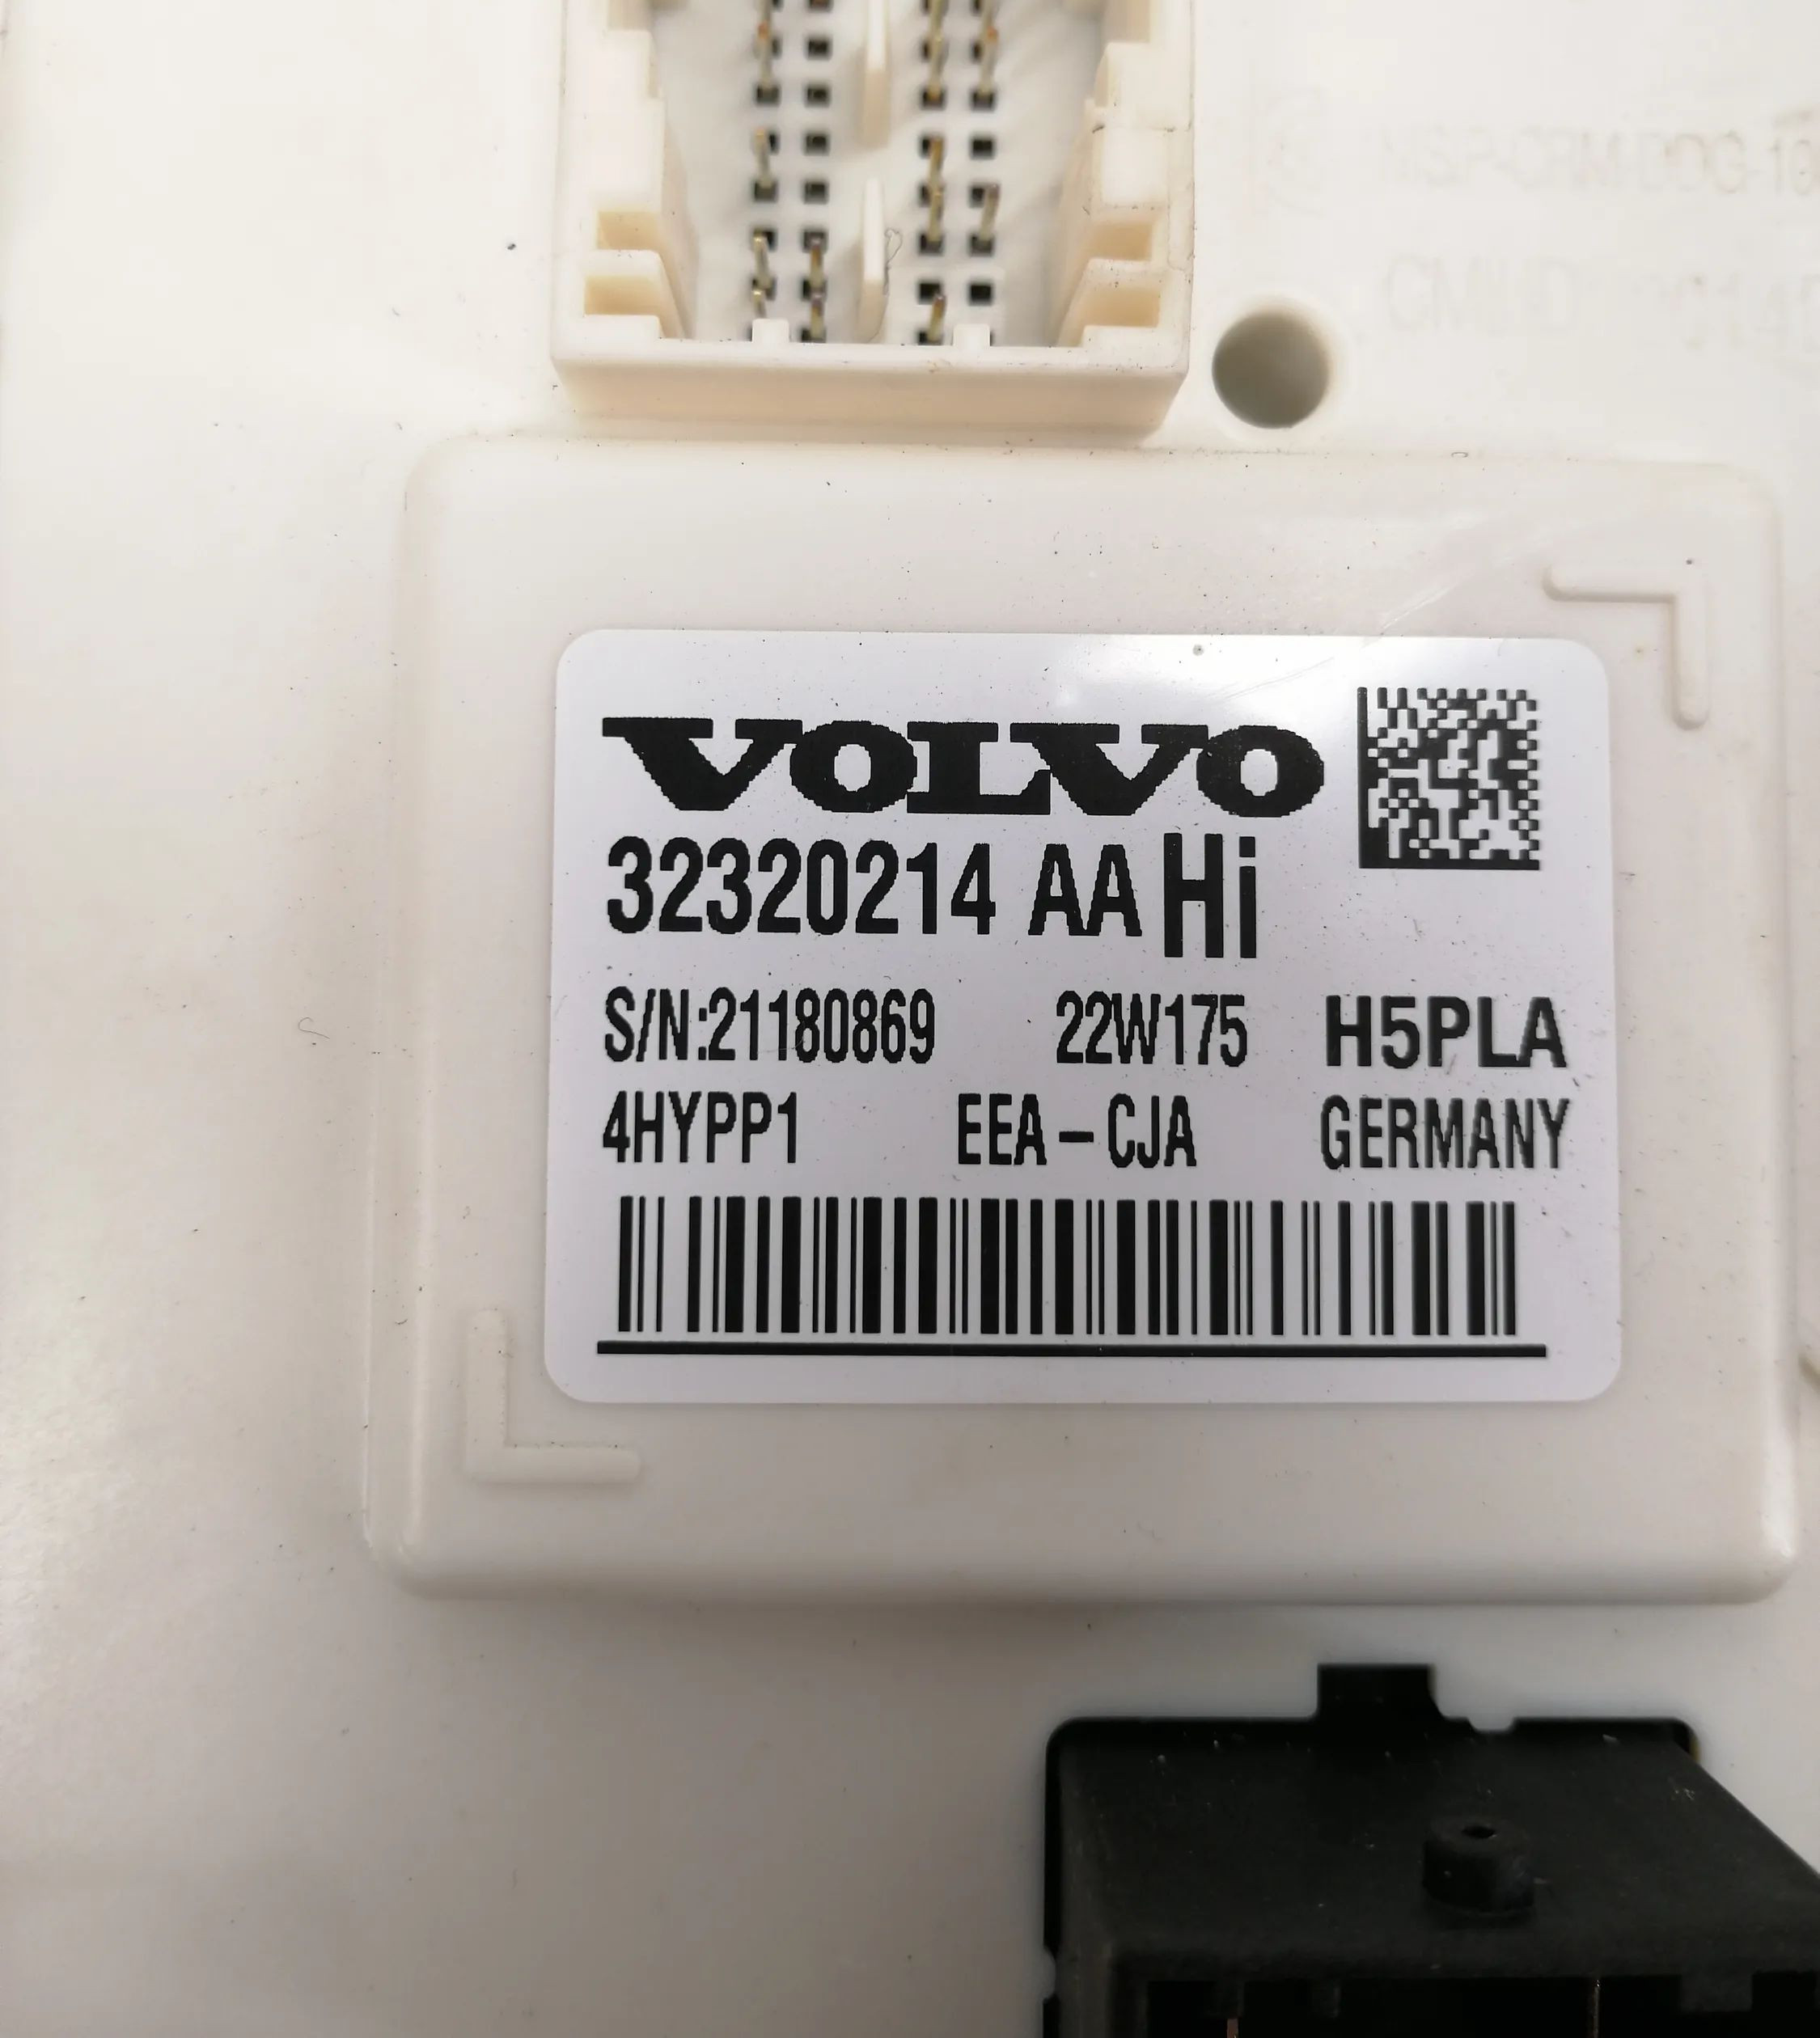 VOLVO
32320214 AA Hi
S/N:21180869 22W175 H5PLA
4HYPP1 EEA-CJA GERMANY